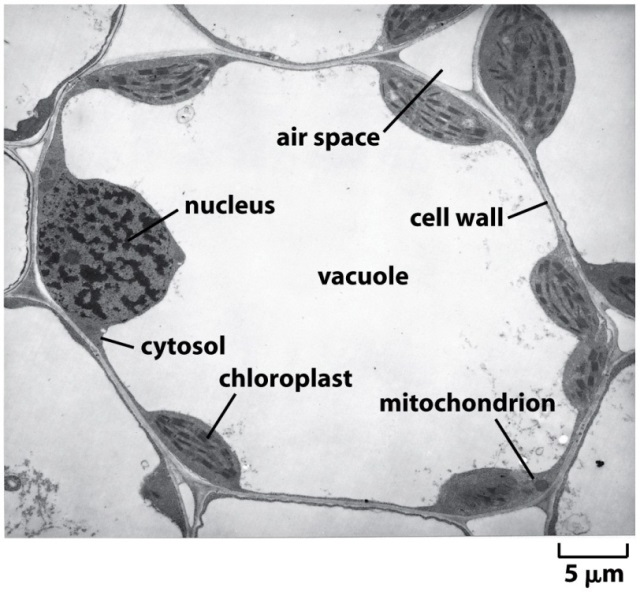 air space
nucleus
cell wall
vacuole
cytosol
chloroplast
mitochondrion
5 μm